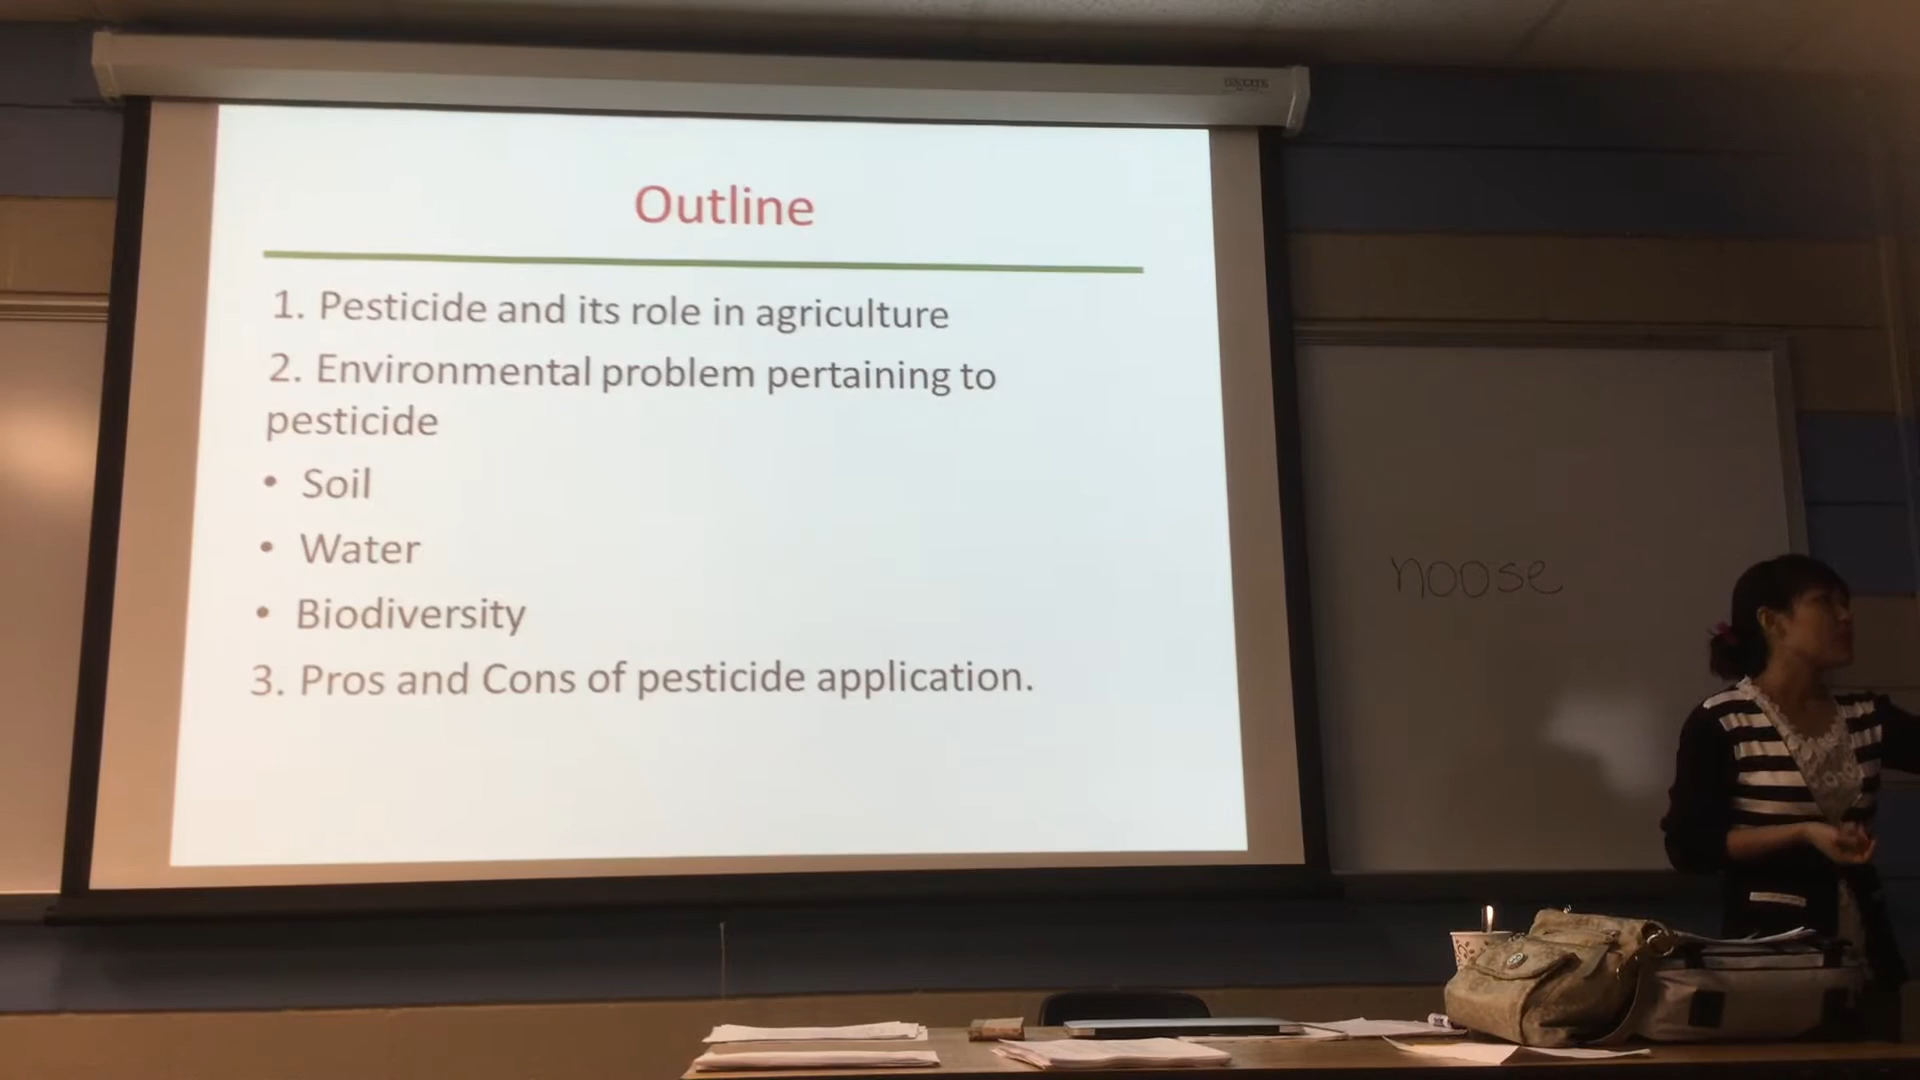 Outline
1. Pesticide and its role in agriculture
2. Environmental problem pertaining to
pesticide
• Soil
• Water
• Biodiversity
3. Pros and Cons of pesticide application.
noose